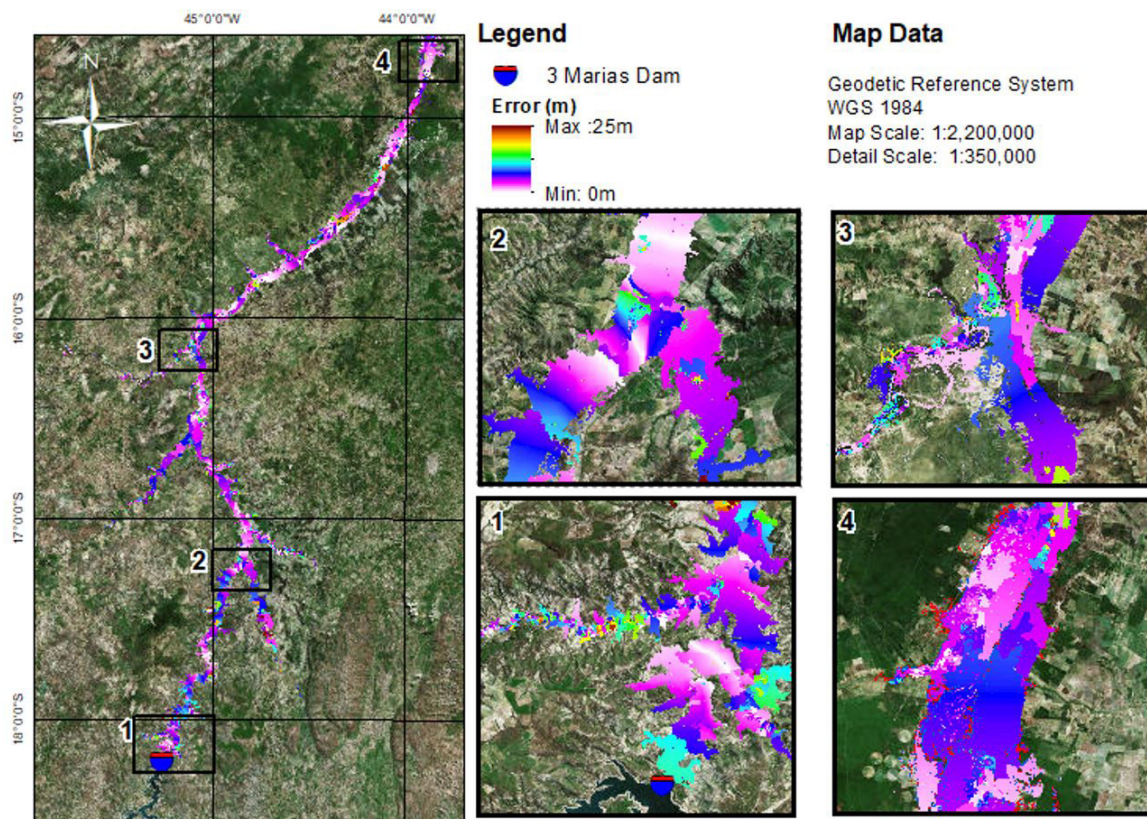 45°0'0"W 44°0'0"W
N
15°0'0"S
16°0'0"S
17°0'0"S
18°0'0"S
4
3
2
1
Legend
3 Marias Dam
Error (m)
Max :25m
Min: 0m
Map Data
Geodetic Reference System
WGS 1984
Map Scale: 1:2,200,000
Detail Scale: 1:350,000
2
3
1
4